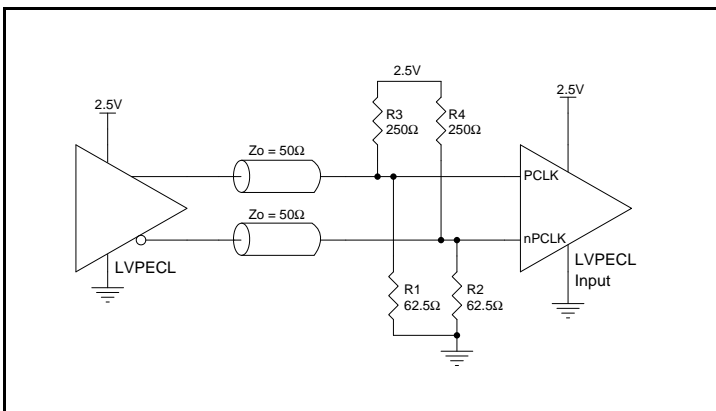 2.5V
2.5V
2.5V
R3
250Ω
R4
250Ω
Zo = 50Ω
PCLK
Zo = 50Ω
nPCLK
LVPECL
LVPECL
Input
R1
62.5Ω
R2
62.5Ω